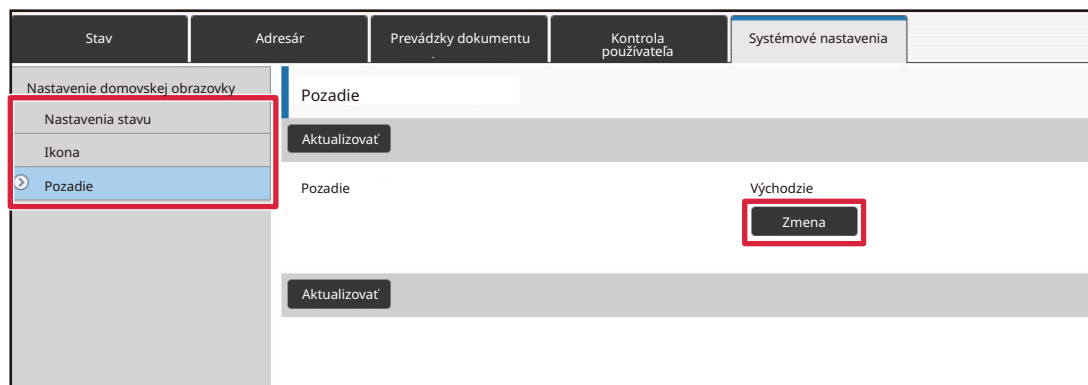 Stav
Adresár
Prevádzky dokumentu
Kontrola
používateľa
Systémové nastavenia
Nastavenie domovskej obrazovky
Nastavenia stavu
Ikona
Pozadie
Pozadie
Aktualizovať
Pozadie
Východzie
Zmena
Aktualizovať